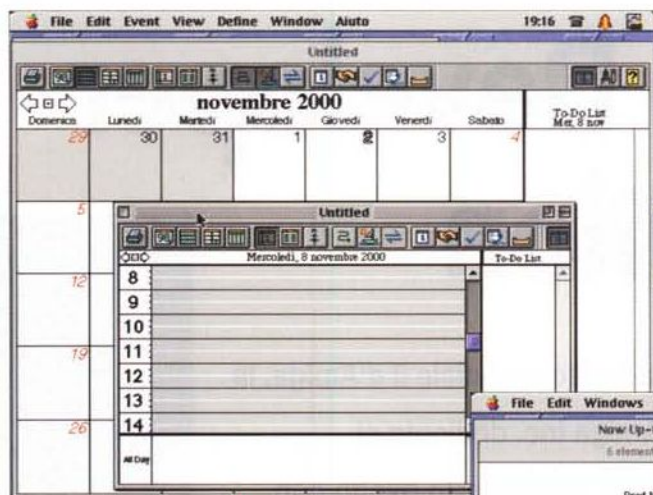 File Edit Event View Define Window Aiuto 19:16
Untitled
novembre 2000
Domenica Lunedì Martedì Mercoledì Giovedì Venerdì Sabato
To-Do List
Mer, 8 nov
29 30 31 1 2 3 4
5
12
19
26
Untitled
Mercoledì, 8 novembre 2000 To-Do List
8
9
10
11
12
13
14
All Day
File Edit Windows
Now Up-
6 element